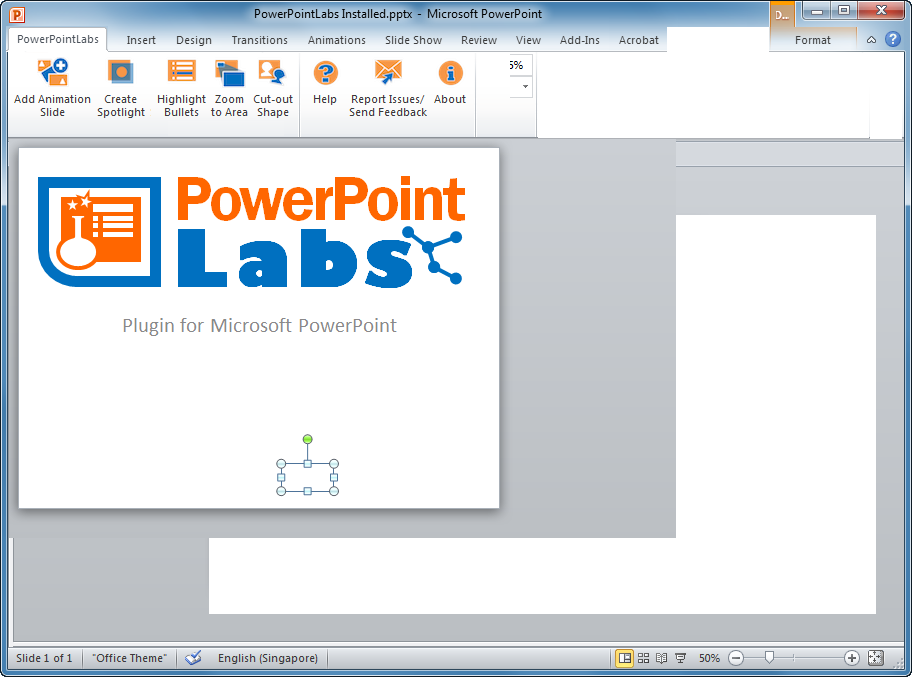 PowerPointLabs Installed.pptx - Microsoft PowerPoint
D...
PowerPointLabs Insert Design Transitions Animations Slide Show Review View Add-Ins Acrobat Format
Add Animation Slide
Create Spotlight
Highlight Bullets
Zoom to Area
Cut-out Shape
Help
Report Issues/ Send Feedback
About
5%
PowerPoint
Labs
Plugin for Microsoft PowerPoint
Slide 1 of 1 "Office Theme" English (Singapore) 50%